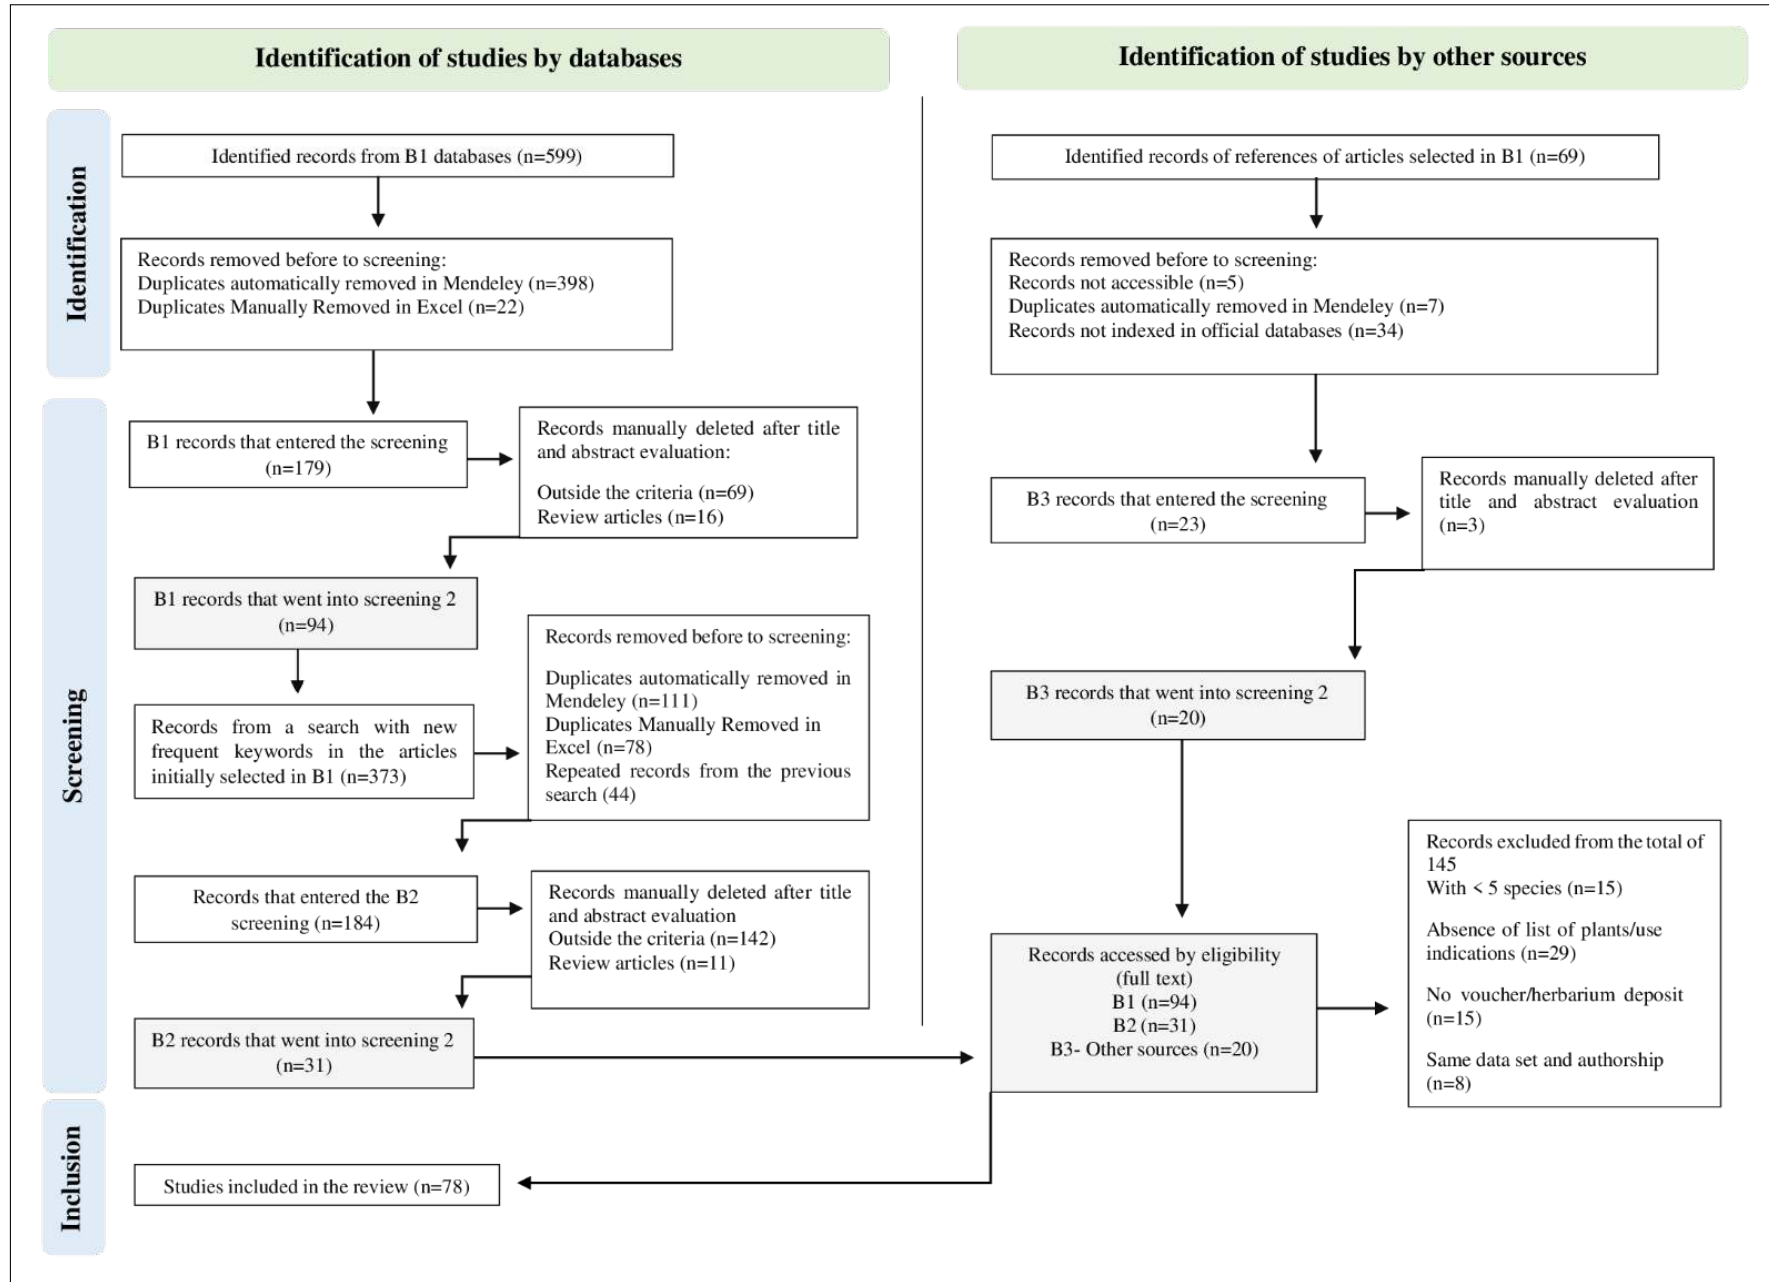 Identification of studies by databases
Identification of studies by other sources
Identification
Identified records from B1 databases (n=599)
Records removed before to screening:
Duplicates automatically removed in Mendeley (n=398)
Duplicates Manually Removed in Excel (n=22)
Identified records of references of articles selected in B1 (n=69)
Records removed before to screening:
Records not accessible (n=5)
Duplicates automatically removed in Mendeley (n=7)
Records not indexed in official databases (n=34)
Screening
B1 records that entered the screening
(n=179)
Records manually deleted after title
and abstract evaluation:
Outside the criteria (n=69)
Review articles (n=16)
B1 records that went into screening 2
(n=94)
Records from a search with new
frequent keywords in the articles
initially selected in B1 (n=373)
Records removed before to screening:
Duplicates automatically removed in
Mendeley (n=111)
Duplicates Manually Removed in
Excel (n=78)
Repeated records from the previous
search (44)
Records that entered the B2
screening (n=184)
Records manually deleted after title
and abstract evaluation
Outside the criteria (n=142)
Review articles (n=11)
B2 records that went into screening 2
(n=31)
B3 records that entered the screening
(n=23)
Records manually deleted after
title and abstract evaluation
(n=3)
B3 records that went into screening 2
(n=20)
Records accessed by eligibility
(full text)
B1 (n=94)
B2 (n=31)
B3- Other sources (n=20)
Records excluded from the total of
145
With < 5 species (n=15)
Absence of list of plants/use
indications (n=29)
No voucher/herbarium deposit
(n=15)
Same data set and authorship
(n=8)
Inclusion
Studies included in the review (n=78)